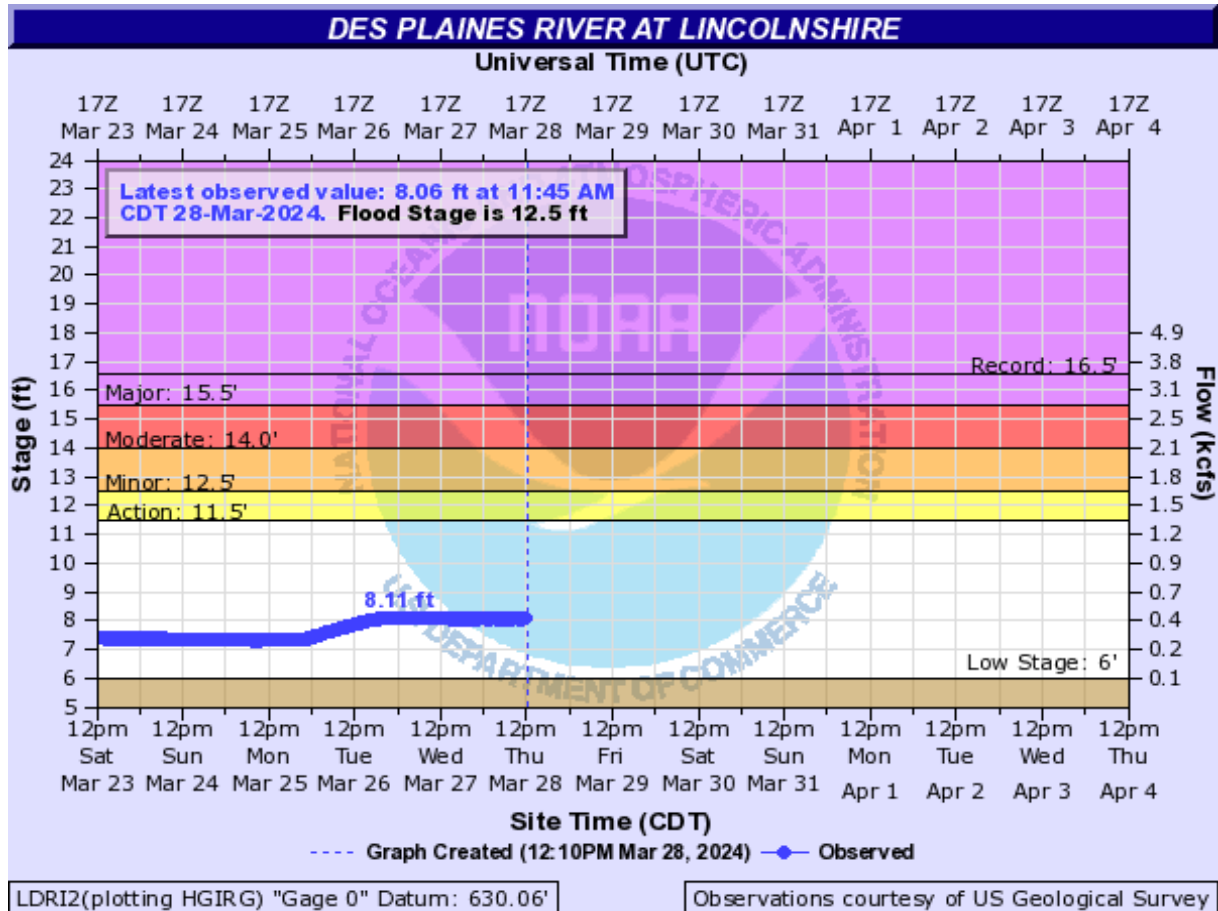 DES PLAINES RIVER AT LINCOLNSHIRE
Universal Time (UTC)
17Z 17Z 17Z 17Z 17Z 17Z 17Z 17Z 17Z 17Z 17Z 17Z 17Z
Mar 23 Mar 24 Mar 25 Mar 26 Mar 27 Mar 28 Mar 29 Mar 30 Mar 31 Apr 1 Apr 2 Apr 3 Apr 4
Latest observed value: 8.06 ft at 11:45 AM
CDT 28-Mar-2024. Flood Stage is 12.5 ft
NATIONAL OCEANIC AND ATMOSPHERIC ADMINISTRATION
NOAA
U.S. DEPARTMENT OF COMMERCE
Stage (ft)
24
23
22
21
20
19
18
17
16
15
14
13
12
11
10
9
8
7
6
5
Record: 16.5'
Major: 15.5'
Moderate: 14.0'
Minor: 12.5'
Action: 11.5'
8.11 ft
Low Stage: 6'
4.9
3.8
3.1
2.5
2.1
1.8
1.5
1.2
0.9
0.7
0.4
0.2
0.1
Flow (kcfs)
12pm 12pm 12pm 12pm 12pm 12pm 12pm 12pm 12pm 12pm 12pm 12pm 12pm
Sat Sun Mon Tue Wed Thu Fri Sat Sun Mon Tue Wed Thu
Mar 23 Mar 24 Mar 25 Mar 26 Mar 27 Mar 28 Mar 29 Mar 30 Mar 31 Apr 1 Apr 2 Apr 3 Apr 4
Site Time (CDT)
Graph Created (12:10PM Mar 28, 2024) Observed
LDRI2(plotting HGIRG) "Gage 0" Datum: 630.06'
Observations courtesy of US Geological Survey